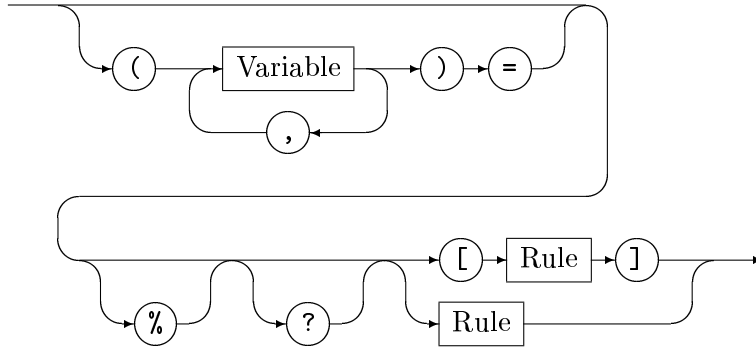 ( Variable ) =
,
[ Rule ]
% ? Rule